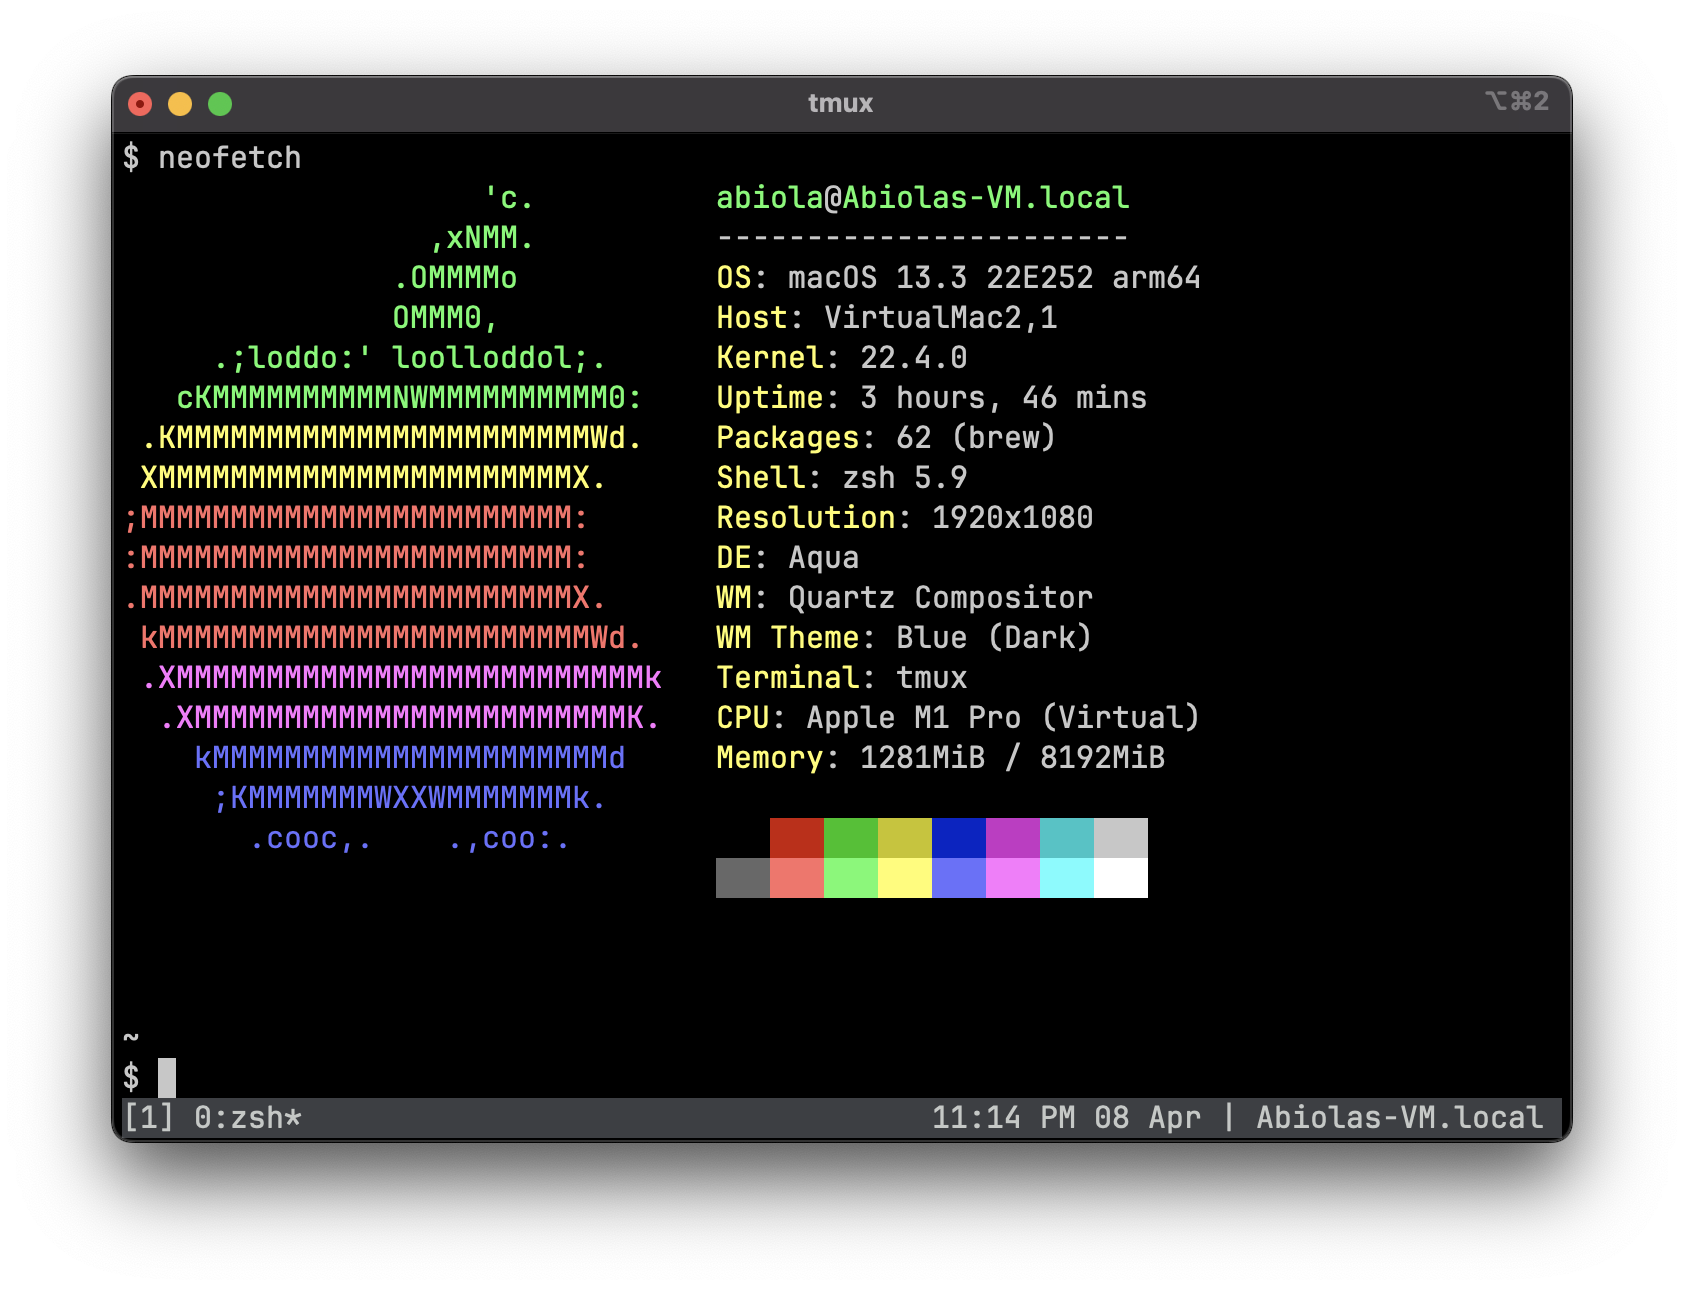 tmux
⌥⌘2
$ neofetch
                    'c.          abiola@Abiolas-VM.local
                 ,xNMM.          -----------------------
               .OMMMMo           OS: macOS 13.3 22E252 arm64
               OMMM0,            Host: VirtualMac2,1
     .;loddo:' loolloddol;.      Kernel: 22.4.0
   cKMMMMMMMMMMNWMMMMMMMMMM0:    Uptime: 3 hours, 46 mins
 .KMMMMMMMMMMMMMMMMMMMMMMMWd.    Packages: 62 (brew)
 XMMMMMMMMMMMMMMMMMMMMMMMX.      Shell: zsh 5.9
;MMMMMMMMMMMMMMMMMMMMMMMM:       Resolution: 1920x1080
:MMMMMMMMMMMMMMMMMMMMMMMM:       DE: Aqua
.MMMMMMMMMMMMMMMMMMMMMMMMX.      WM: Quartz Compositor
 kMMMMMMMMMMMMMMMMMMMMMMMMWd.    WM Theme: Blue (Dark)
 .XMMMMMMMMMMMMMMMMMMMMMMMMMMk   Terminal: tmux
  .XMMMMMMMMMMMMMMMMMMMMMMMMK.   CPU: Apple M1 Pro (Virtual)
    kMMMMMMMMMMMMMMMMMMMMMMd     Memory: 1281MiB / 8192MiB
     ;KMMMMMMMWXXWMMMMMMMk.
       .cooc,.    .,coo:.
~
$
[1] 0:zsh* 11:14 PM 08 Apr | Abiolas-VM.local